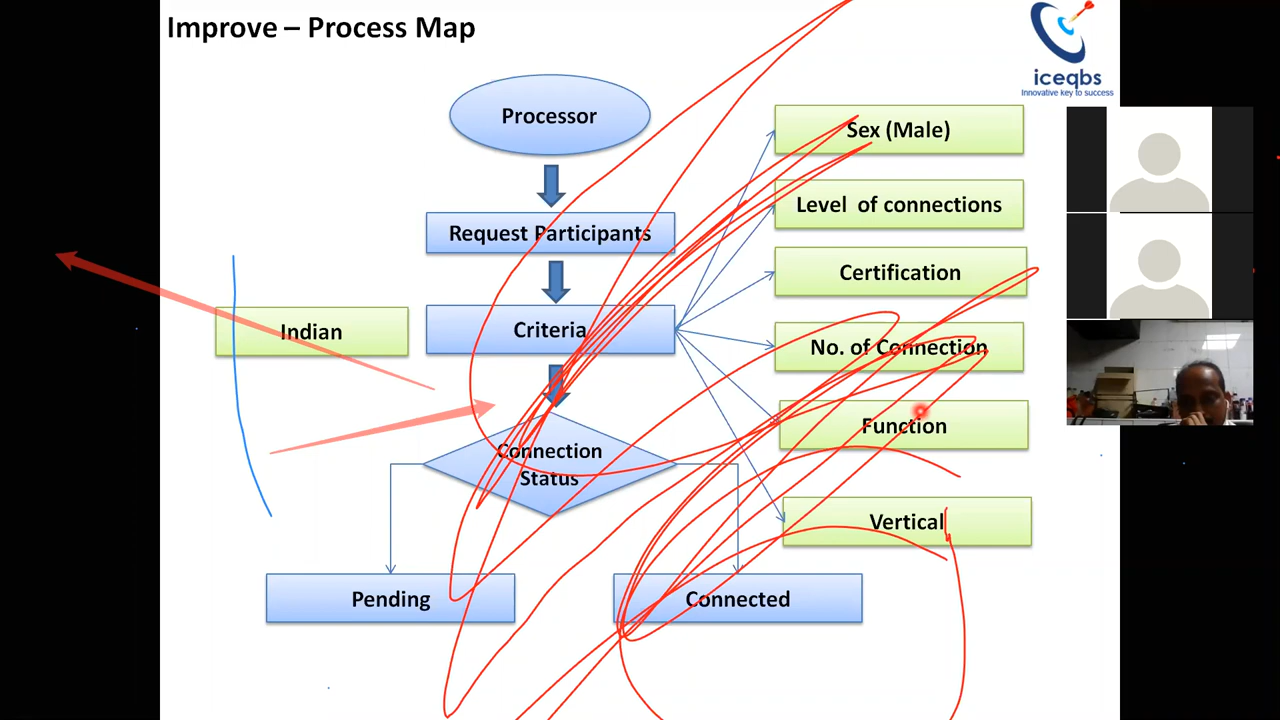 Improve – Process Map
iceqbs
Innovative key to success
Processor
Request Participants
Criteria
Indian
Connection
Status
Pending
Connected
Sex (Male)
Level of connections
Certification
No. of Connection
Function
Vertical